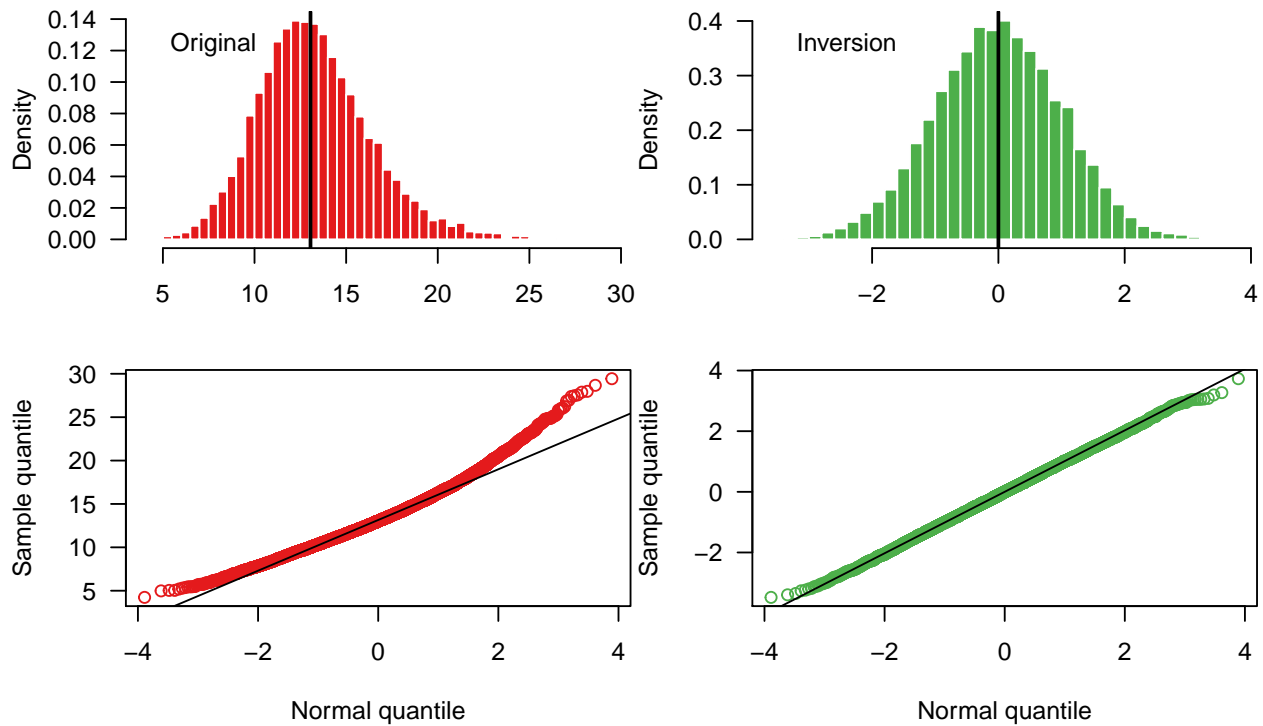 Original
Density
0.14
0.12
0.10
0.08
0.06
0.04
0.02
0.00
5 10 15 20 25 30
Inversion
Density
0.4
0.3
0.2
0.1
0.0
−2 0 2 4
Sample quantile
30
25
20
15
10
5
−4 −2 0 2 4
Normal quantile
Sample quantile
4
2
0
−2
−4 −2 0 2 4
Normal quantile